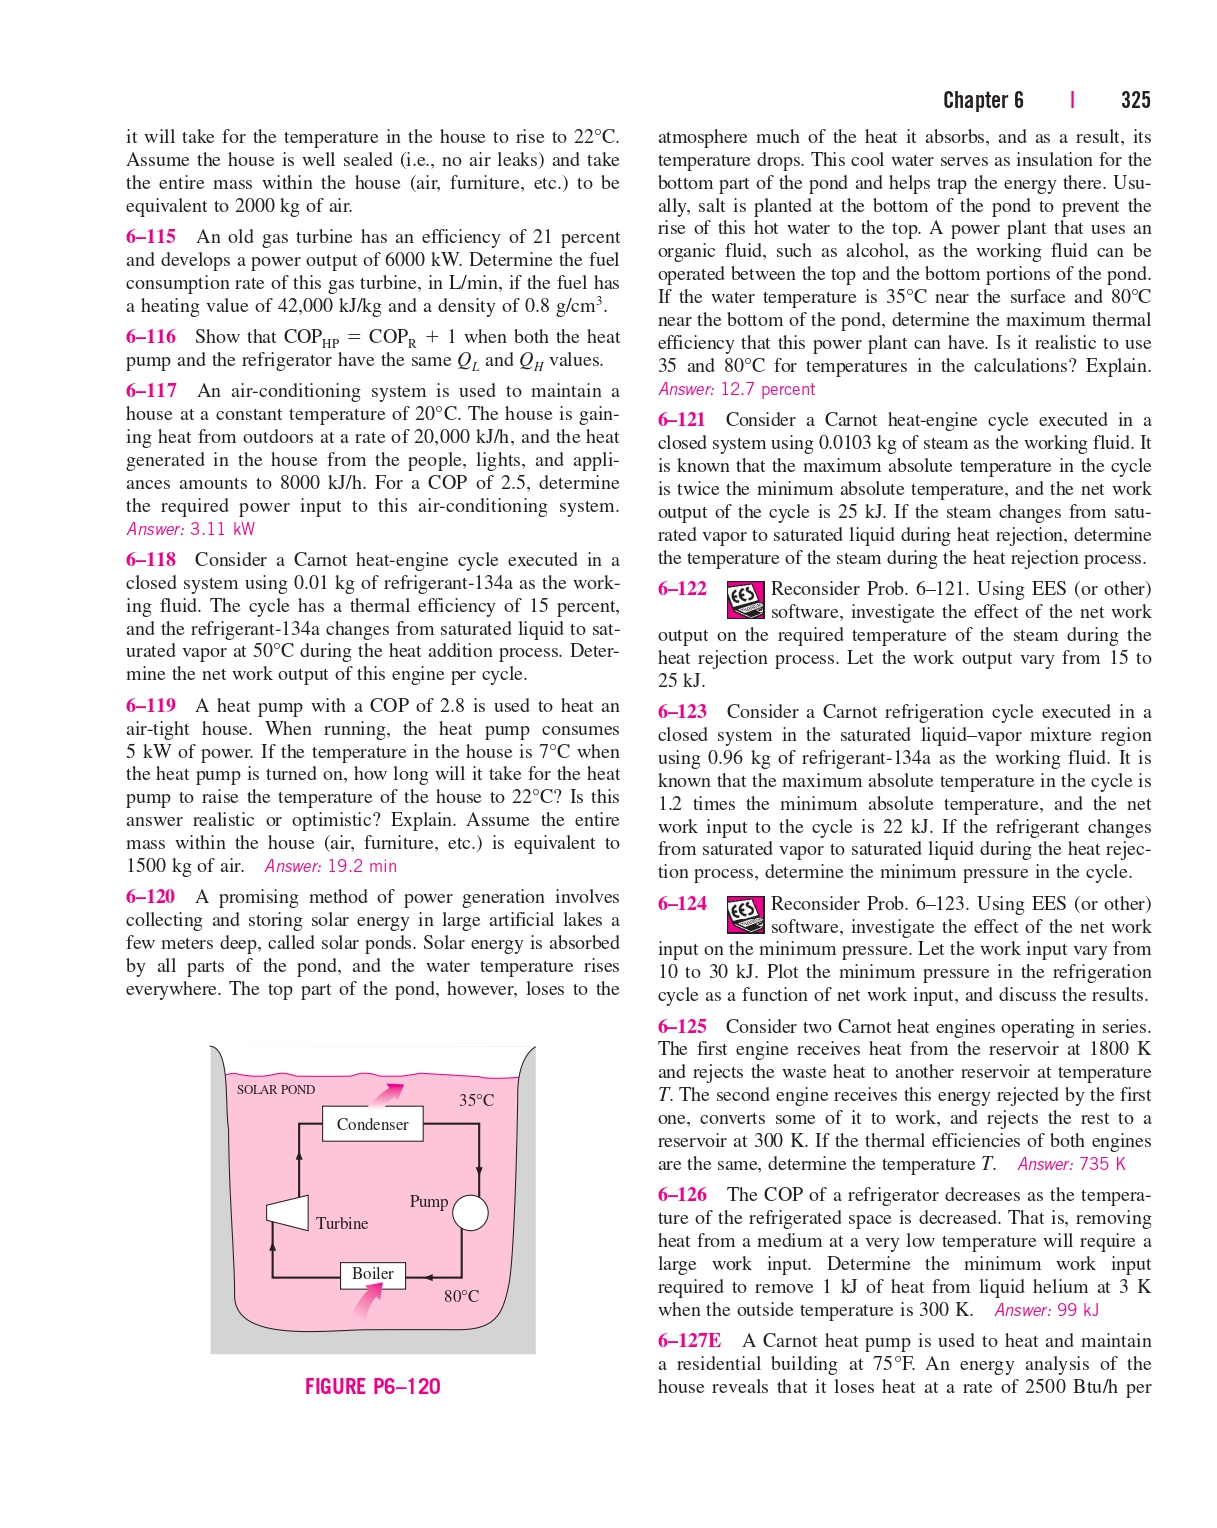 Chapter 6 | 325
it will take for the temperature in the house to rise to 22°C.
Assume the house is well sealed (i.e., no air leaks) and take
the entire mass within the house (air, furniture, etc.) to be
equivalent to 2000 kg of air.
6–115 An old gas turbine has an efficiency of 21 percent
and develops a power output of 6000 kW. Determine the fuel
consumption rate of this gas turbine, in L/min, if the fuel has
a heating value of 42,000 kJ/kg and a density of 0.8 g/cm³.
6–116 Show that COP_HP = COP_R + 1 when both the heat
pump and the refrigerator have the same Q_L and Q_H values.
6–117 An air-conditioning system is used to maintain a
house at a constant temperature of 20°C. The house is gain-
ing heat from outdoors at a rate of 20,000 kJ/h, and the heat
generated in the house from the people, lights, and appli-
ances amounts to 8000 kJ/h. For a COP of 2.5, determine
the required power input to this air-conditioning system.
Answer: 3.11 kW
6–118 Consider a Carnot heat-engine cycle executed in a
closed system using 0.01 kg of refrigerant-134a as the work-
ing fluid. The cycle has a thermal efficiency of 15 percent,
and the refrigerant-134a changes from saturated liquid to sat-
urated vapor at 50°C during the heat addition process. Deter-
mine the net work output of this engine per cycle.
6–119 A heat pump with a COP of 2.8 is used to heat an
air-tight house. When running, the heat pump consumes
5 kW of power. If the temperature in the house is 7°C when
the heat pump is turned on, how long will it take for the heat
pump to raise the temperature of the house to 22°C? Is this
answer realistic or optimistic? Explain. Assume the entire
mass within the house (air, furniture, etc.) is equivalent to
1500 kg of air. Answer: 19.2 min
6–120 A promising method of power generation involves
collecting and storing solar energy in large artificial lakes a
few meters deep, called solar ponds. Solar energy is absorbed
by all parts of the pond, and the water temperature rises
everywhere. The top part of the pond, however, loses to the
SOLAR POND
35°C
Condenser
Pump
Turbine
Boiler
80°C
FIGURE P6–120
atmosphere much of the heat it absorbs, and as a result, its
temperature drops. This cool water serves as insulation for the
bottom part of the pond and helps trap the energy there. Usu-
ally, salt is planted at the bottom of the pond to prevent the
rise of this hot water to the top. A power plant that uses an
organic fluid, such as alcohol, as the working fluid can be
operated between the top and the bottom portions of the pond.
If the water temperature is 35°C near the surface and 80°C
near the bottom of the pond, determine the maximum thermal
efficiency that this power plant can have. Is it realistic to use
35 and 80°C for temperatures in the calculations? Explain.
Answer: 12.7 percent
6–121 Consider a Carnot heat-engine cycle executed in a
closed system using 0.0103 kg of steam as the working fluid. It
is known that the maximum absolute temperature in the cycle
is twice the minimum absolute temperature, and the net work
output of the cycle is 25 kJ. If the steam changes from satu-
rated vapor to saturated liquid during heat rejection, determine
the temperature of the steam during the heat rejection process.
6–122 EES Reconsider Prob. 6–121. Using EES (or other)
software, investigate the effect of the net work
output on the required temperature of the steam during the
heat rejection process. Let the work output vary from 15 to
25 kJ.
6–123 Consider a Carnot refrigeration cycle executed in a
closed system in the saturated liquid–vapor mixture region
using 0.96 kg of refrigerant-134a as the working fluid. It is
known that the maximum absolute temperature in the cycle is
1.2 times the minimum absolute temperature, and the net
work input to the cycle is 22 kJ. If the refrigerant changes
from saturated vapor to saturated liquid during the heat rejec-
tion process, determine the minimum pressure in the cycle.
6–124 EES Reconsider Prob. 6–123. Using EES (or other)
software, investigate the effect of the net work
input on the minimum pressure. Let the work input vary from
10 to 30 kJ. Plot the minimum pressure in the refrigeration
cycle as a function of net work input, and discuss the results.
6–125 Consider two Carnot heat engines operating in series.
The first engine receives heat from the reservoir at 1800 K
and rejects the waste heat to another reservoir at temperature
T. The second engine receives this energy rejected by the first
one, converts some of it to work, and rejects the rest to a
reservoir at 300 K. If the thermal efficiencies of both engines
are the same, determine the temperature T. Answer: 735 K
6–126 The COP of a refrigerator decreases as the tempera-
ture of the refrigerated space is decreased. That is, removing
heat from a medium at a very low temperature will require a
large work input. Determine the minimum work input
required to remove 1 kJ of heat from liquid helium at 3 K
when the outside temperature is 300 K. Answer: 99 kJ
6–127E A Carnot heat pump is used to heat and maintain
a residential building at 75°F. An energy analysis of the
house reveals that it loses heat at a rate of 2500 Btu/h per